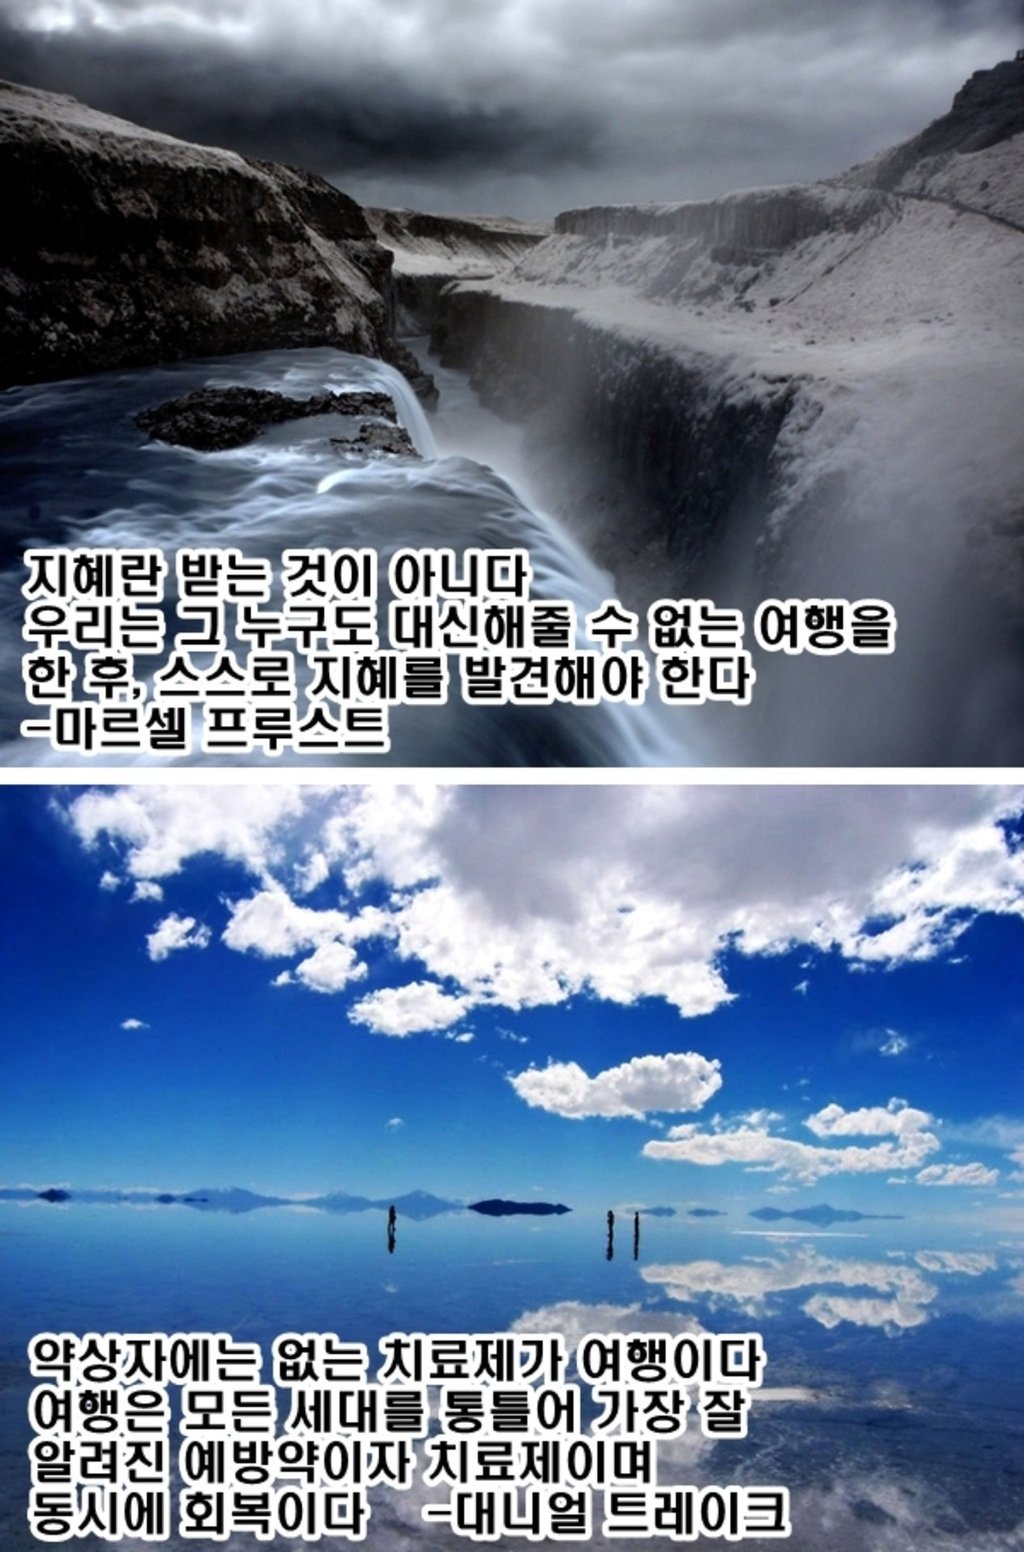 지혜란 받는 것이 아니다
우리는 그 누구도 대신해줄 수 없는 여행을
한 후, 스스로 지혜를 발견해야 한다
-마르셀 프루스트
약상자에는 없는 치료제가 여행이다
여행은 모든 세대를 통틀어 가장 잘
알려진 예방약이자 치료제이며
동시에 회복이다 -대니얼 트레이크